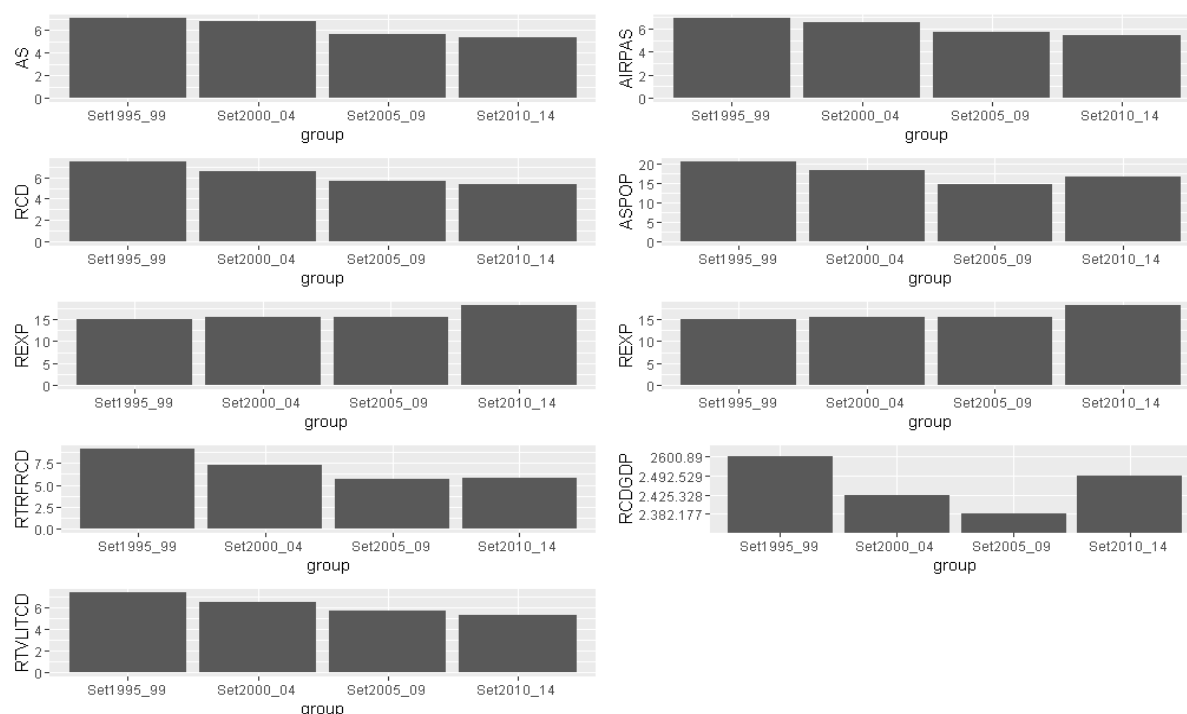 AS
6
4
2
0
Set1995_99 Set2000_04 Set2005_09 Set2010_14
group
AIRPAS
6
4
2
0
Set1995_99 Set2000_04 Set2005_09 Set2010_14
group
RCD
6
4
2
0
Set1995_99 Set2000_04 Set2005_09 Set2010_14
group
ASPOP
20
15
10
5
0
Set1995_99 Set2000_04 Set2005_09 Set2010_14
group
REXP
15
10
5
0
Set1995_99 Set2000_04 Set2005_09 Set2010_14
group
REXP
15
10
5
0
Set1995_99 Set2000_04 Set2005_09 Set2010_14
group
RTRFRCD
7.5
5.0
2.5
0.0
Set1995_99 Set2000_04 Set2005_09 Set2010_14
group
RCDGDP
2600.89
2.492.529
2.425.328
2.382.177
Set1995_99 Set2000_04 Set2005_09 Set2010_14
group
RTVLITCD
6
4
2
0
Set1995_99 Set2000_04 Set2005_09 Set2010_14
group